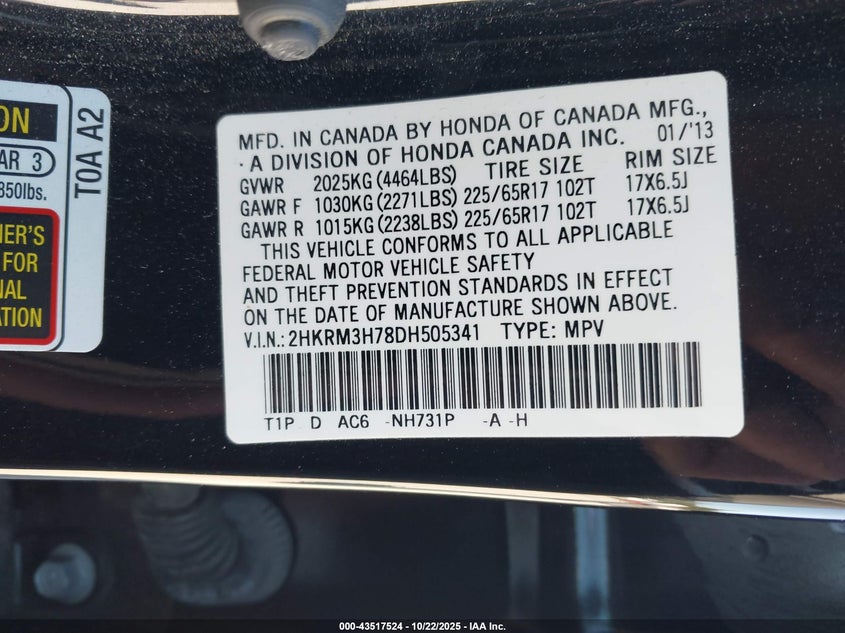 ON
AR 3
850lbs.
TOA A2
ER'S
FOR
NAL
ATION
MFD. IN CANADA BY HONDA OF CANADA MFG.,
A DIVISION OF HONDA CANADA INC. 01/'13
GVWR 2025KG(4464LBS) TIRE SIZE RIM SIZE
GAWR F 1030KG(2271LBS) 225/65R17 102T 17X6.5J
GAWR R 1015KG(2238LBS) 225/65R17 102T 17X6.5J
THIS VEHICLE CONFORMS TO ALL APPLICABLE
FEDERAL MOTOR VEHICLE SAFETY
AND THEFT PREVENTION STANDARDS IN EFFECT
ON THE DATE OF MANUFACTURE SHOWN ABOVE.
V.I.N.: 2HKRM3H78DH505341 TYPE: MPV
T1P D AC6 -NH731P -A -H
000-43517524 - 10/22/2025 - IAA Inc.